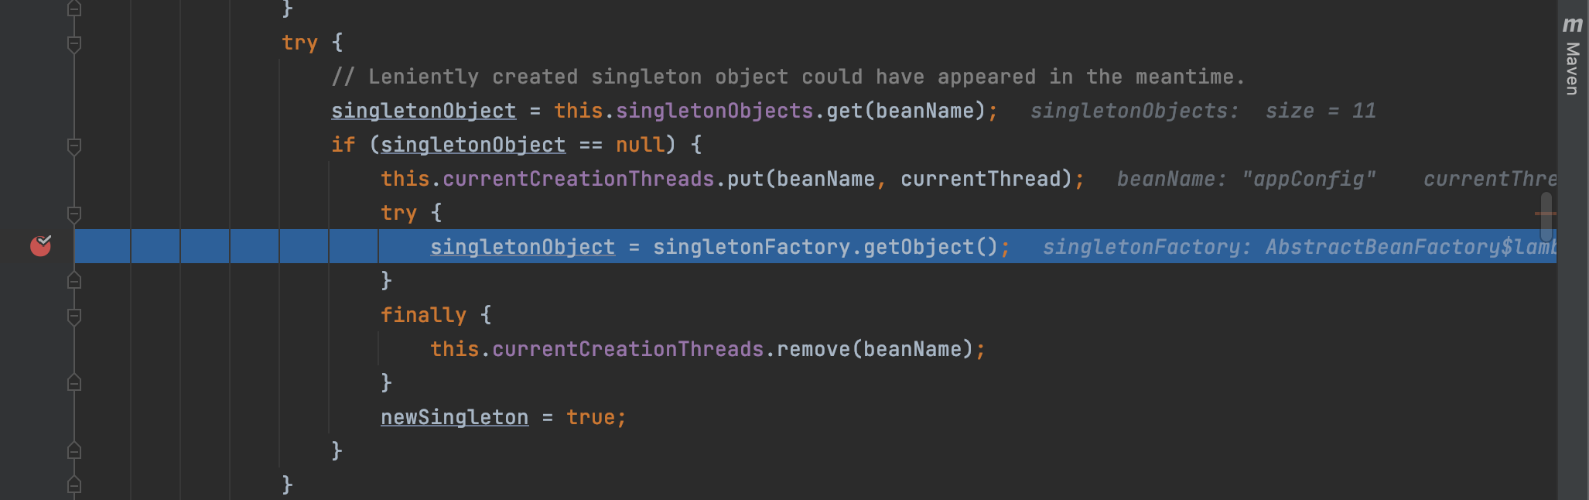 }
try {
// Leniently created singleton object could have appeared in the meantime.
singletonObject = this.singletonObjects.get(beanName); singletonObjects: size = 11
if (singletonObject == null) {
this.currentCreationThreads.put(beanName, currentThread); beanName: "appConfig" currentThre
try {
singletonObject = singletonFactory.getObject(); singletonFactory: AbstractBeanFactory$lamb
}
finally {
this.currentCreationThreads.remove(beanName);
}
newSingleton = true;
}
}
m
Maven